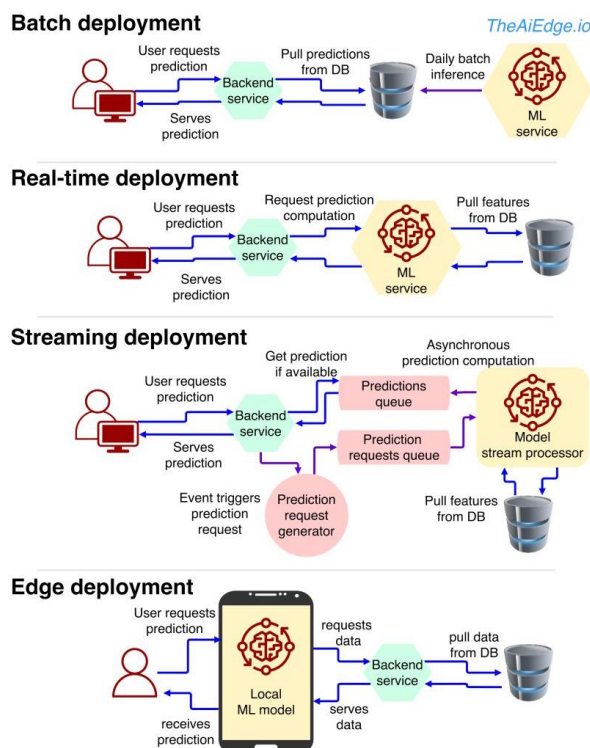 Batch deployment
TheAiEdge.io
User requests
prediction
Pull predictions
from DB
Daily batch
inference
Backend
service
Serves
prediction
ML
service
Real-time deployment
User requests
prediction
Request prediction
computation
Pull features
from DB
Backend
service
Serves
prediction
ML
service
Streaming deployment
Get prediction
if available
Asynchronous
prediction computation
User requests
prediction
Predictions
queue
Backend
service
Serves
prediction
Prediction
requests queue
Model
stream processor
Event triggers
prediction
request
Prediction
request
generator
Pull features
from DB
Edge deployment
User requests
prediction
requests
data
pull data
from DB
Backend
service
Local
ML model
receives
prediction
serves
data